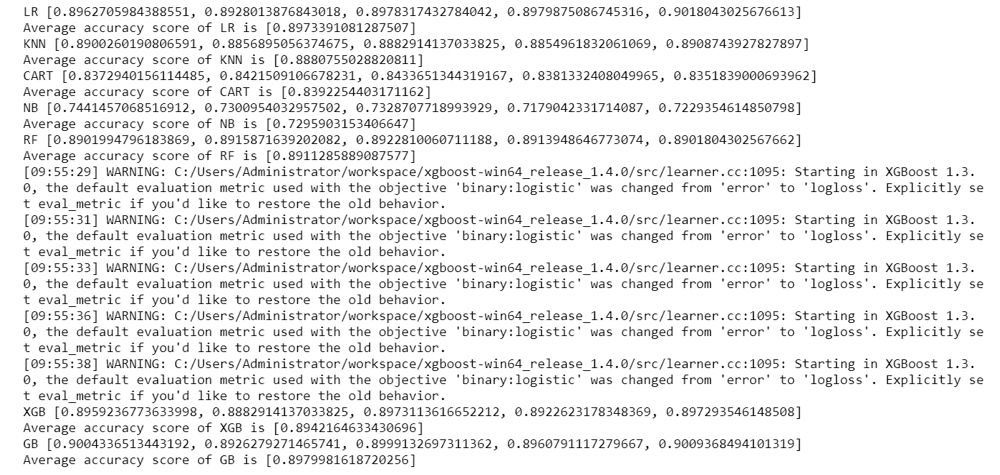 LR [0.8962705984388551, 0.8928013876843018, 0.8978317432784042, 0.8979875086745316, 0.9018043025676613]
Average accuracy score of LR is [0.8973391081287507]
KNN [0.8900260190806591, 0.8856895056374675, 0.8882914137033825, 0.8854961832061069, 0.8908743927827897]
Average accuracy score of KNN is [0.8880755028820811]
CART [0.8372940156114485, 0.8421509106678231, 0.8433651344319167, 0.8381332408049965, 0.8351839000693962]
Average accuracy score of CART is [0.8392254403171162]
NB [0.7441457068516912, 0.7300954032957502, 0.7328707718993929, 0.7179042331714087, 0.7229354614850798]
Average accuracy score of NB is [0.7295903153406647]
RF [0.8901994796183869, 0.8915871639202082, 0.8922810060711188, 0.8913948646773074, 0.8901804302567662]
Average accuracy score of RF is [0.8911285889087577]
[09:55:29] WARNING: C:/Users/Administrator/workspace/xgboost-win64_release_1.4.0/src/learner.cc:1095: Starting in XGBoost 1.3.
0, the default evaluation metric used with the objective 'binary:logistic' was changed from 'error' to 'logloss'. Explicitly se
t eval_metric if you'd like to restore the old behavior.
[09:55:31] WARNING: C:/Users/Administrator/workspace/xgboost-win64_release_1.4.0/src/learner.cc:1095: Starting in XGBoost 1.3.
0, the default evaluation metric used with the objective 'binary:logistic' was changed from 'error' to 'logloss'. Explicitly se
t eval_metric if you'd like to restore the old behavior.
[09:55:33] WARNING: C:/Users/Administrator/workspace/xgboost-win64_release_1.4.0/src/learner.cc:1095: Starting in XGBoost 1.3.
0, the default evaluation metric used with the objective 'binary:logistic' was changed from 'error' to 'logloss'. Explicitly se
t eval_metric if you'd like to restore the old behavior.
[09:55:36] WARNING: C:/Users/Administrator/workspace/xgboost-win64_release_1.4.0/src/learner.cc:1095: Starting in XGBoost 1.3.
0, the default evaluation metric used with the objective 'binary:logistic' was changed from 'error' to 'logloss'. Explicitly se
t eval_metric if you'd like to restore the old behavior.
[09:55:38] WARNING: C:/Users/Administrator/workspace/xgboost-win64_release_1.4.0/src/learner.cc:1095: Starting in XGBoost 1.3.
0, the default evaluation metric used with the objective 'binary:logistic' was changed from 'error' to 'logloss'. Explicitly se
t eval_metric if you'd like to restore the old behavior.
XGB [0.8959236773633998, 0.8882914137033825, 0.8973113616652212, 0.8922623178348369, 0.897293546148508]
Average accuracy score of XGB is [0.8942164633430696]
GB [0.9004336513443192, 0.8926279271465741, 0.8999132697311362, 0.8960791117279667, 0.9009368494101319]
Average accuracy score of GB is [0.8979981618720256]